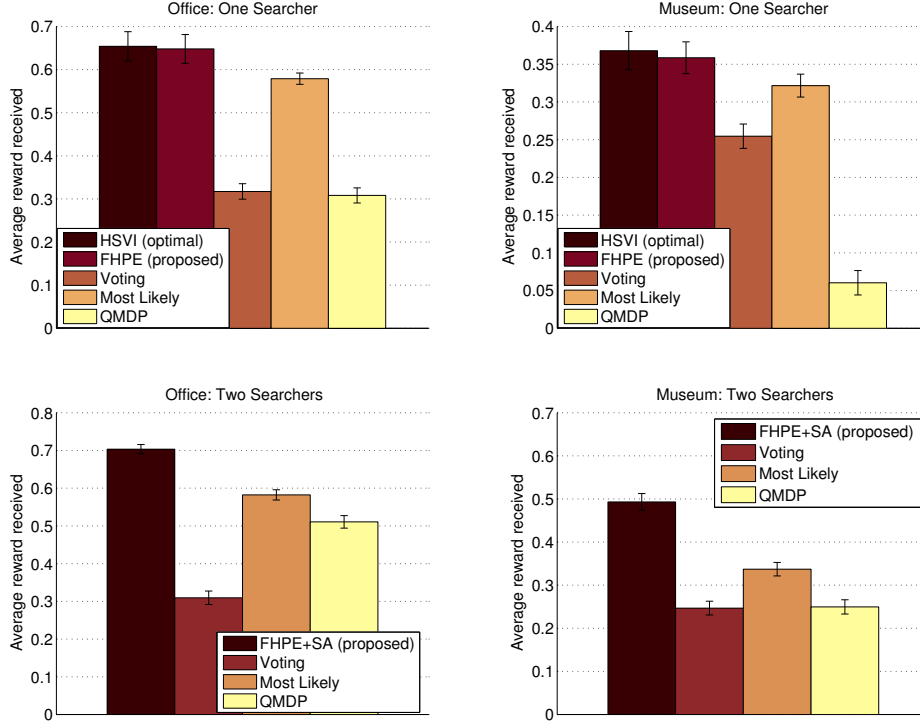 Office: One Searcher
Average reward received
0.7
0.6
0.5
0.4
0.3
0.2
0.1
0
HSVI (optimal)
FHPE (proposed)
Voting
Most Likely
QMDP
Museum: One Searcher
Average reward received
0.4
0.35
0.3
0.25
0.2
0.15
0.1
0.05
0
HSVI (optimal)
FHPE (proposed)
Voting
Most Likely
QMDP
Office: Two Searchers
Average reward received
0.8
0.7
0.6
0.5
0.4
0.3
0.2
0.1
0
FHPE+SA (proposed)
Voting
Most Likely
QMDP
Museum: Two Searchers
Average reward received
0.7
0.6
0.5
0.4
0.3
0.2
0.1
0
FHPE+SA (proposed)
Voting
Most Likely
QMDP